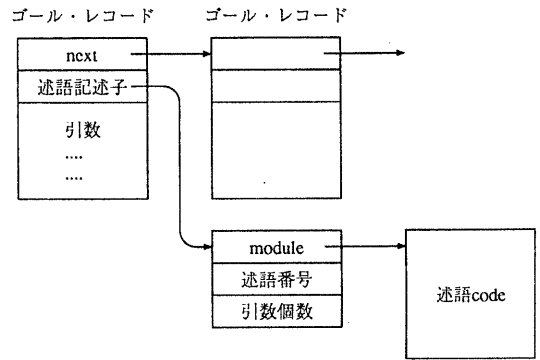 ゴール・レコード
ゴール・レコード
next
述語記述子
引数
....
....
module
述語番号
引数個数
述語code